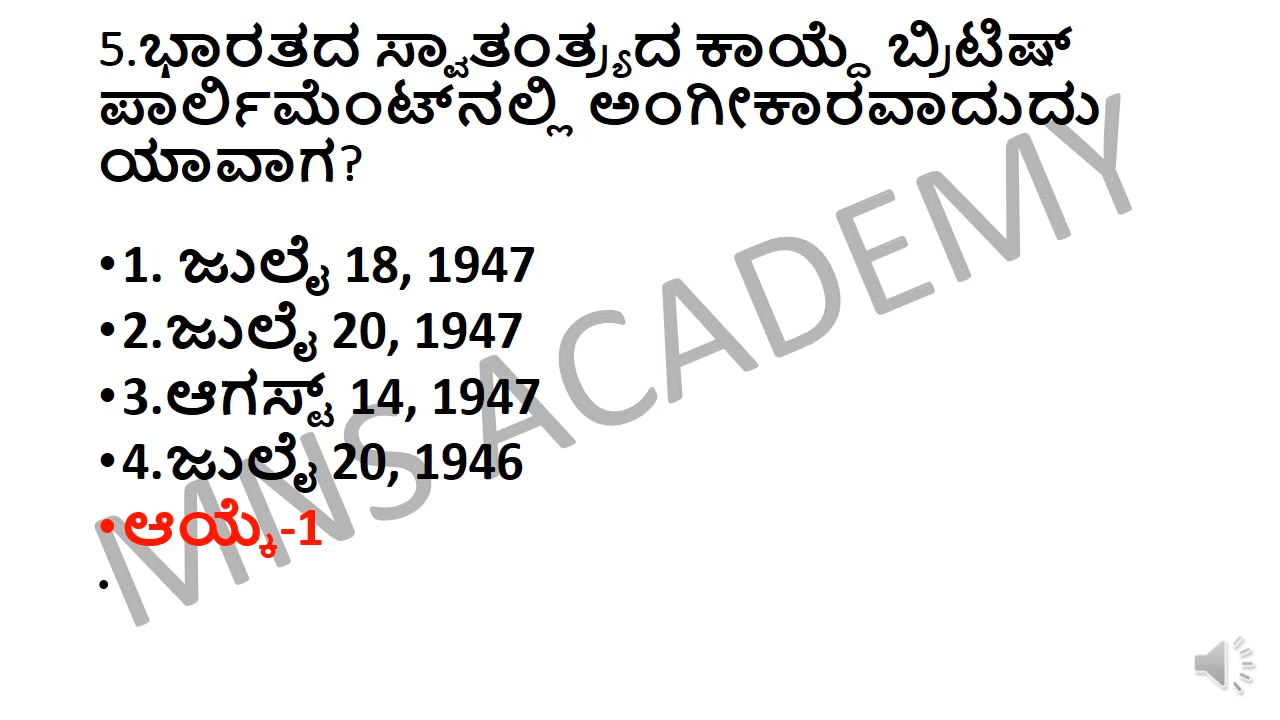 5.ಭಾರತದ ಸ್ವಾತಂತ್ರ್ಯದ ಕಾಯ್ದೆ ಬ್ರಿಟಿಷ್
ಪಾರ್ಲಿಮೆಂಟ್‌ನಲ್ಲಿ ಅಂಗೀಕಾರವಾದುದು
ಯಾವಾಗ?
•1. ಜುಲೈ 18, 1947
•2.ಜುಲೈ 20, 1947
•3.ಆಗಸ್ಟ್ 14, 1947
•4.ಜುಲೈ 20, 1946
•ಆಯ್ಕೆ-1
•
MNS ACADEMY